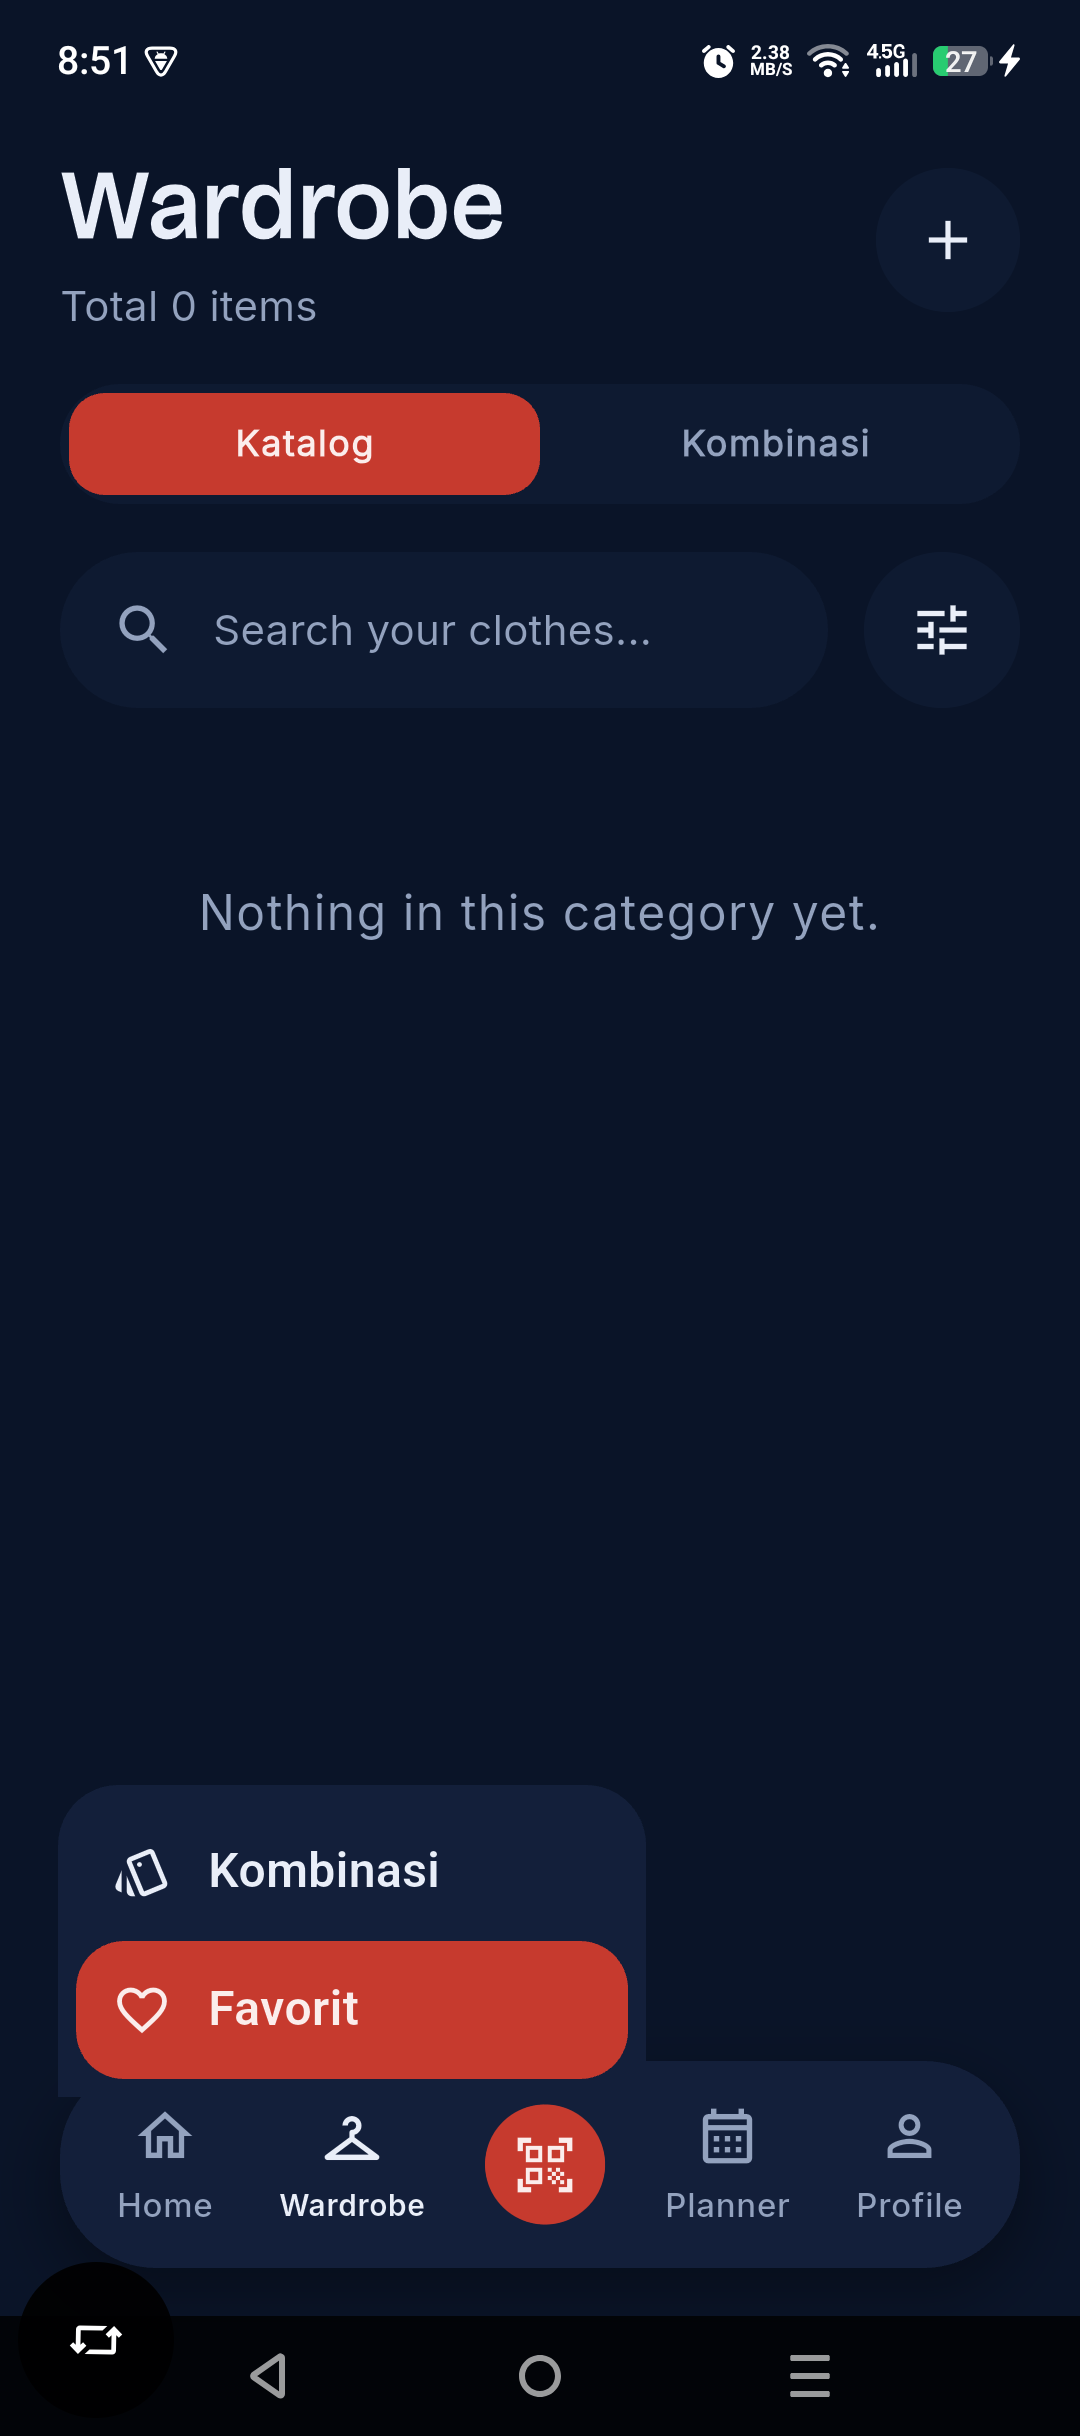 8:51
2.38
MB/S
4.5G
27
Wardrobe
Total 0 items
Katalog
Kombinasi
Search your clothes...
Nothing in this category yet.
Kombinasi
Favorit
Home
Wardrobe
Planner
Profile